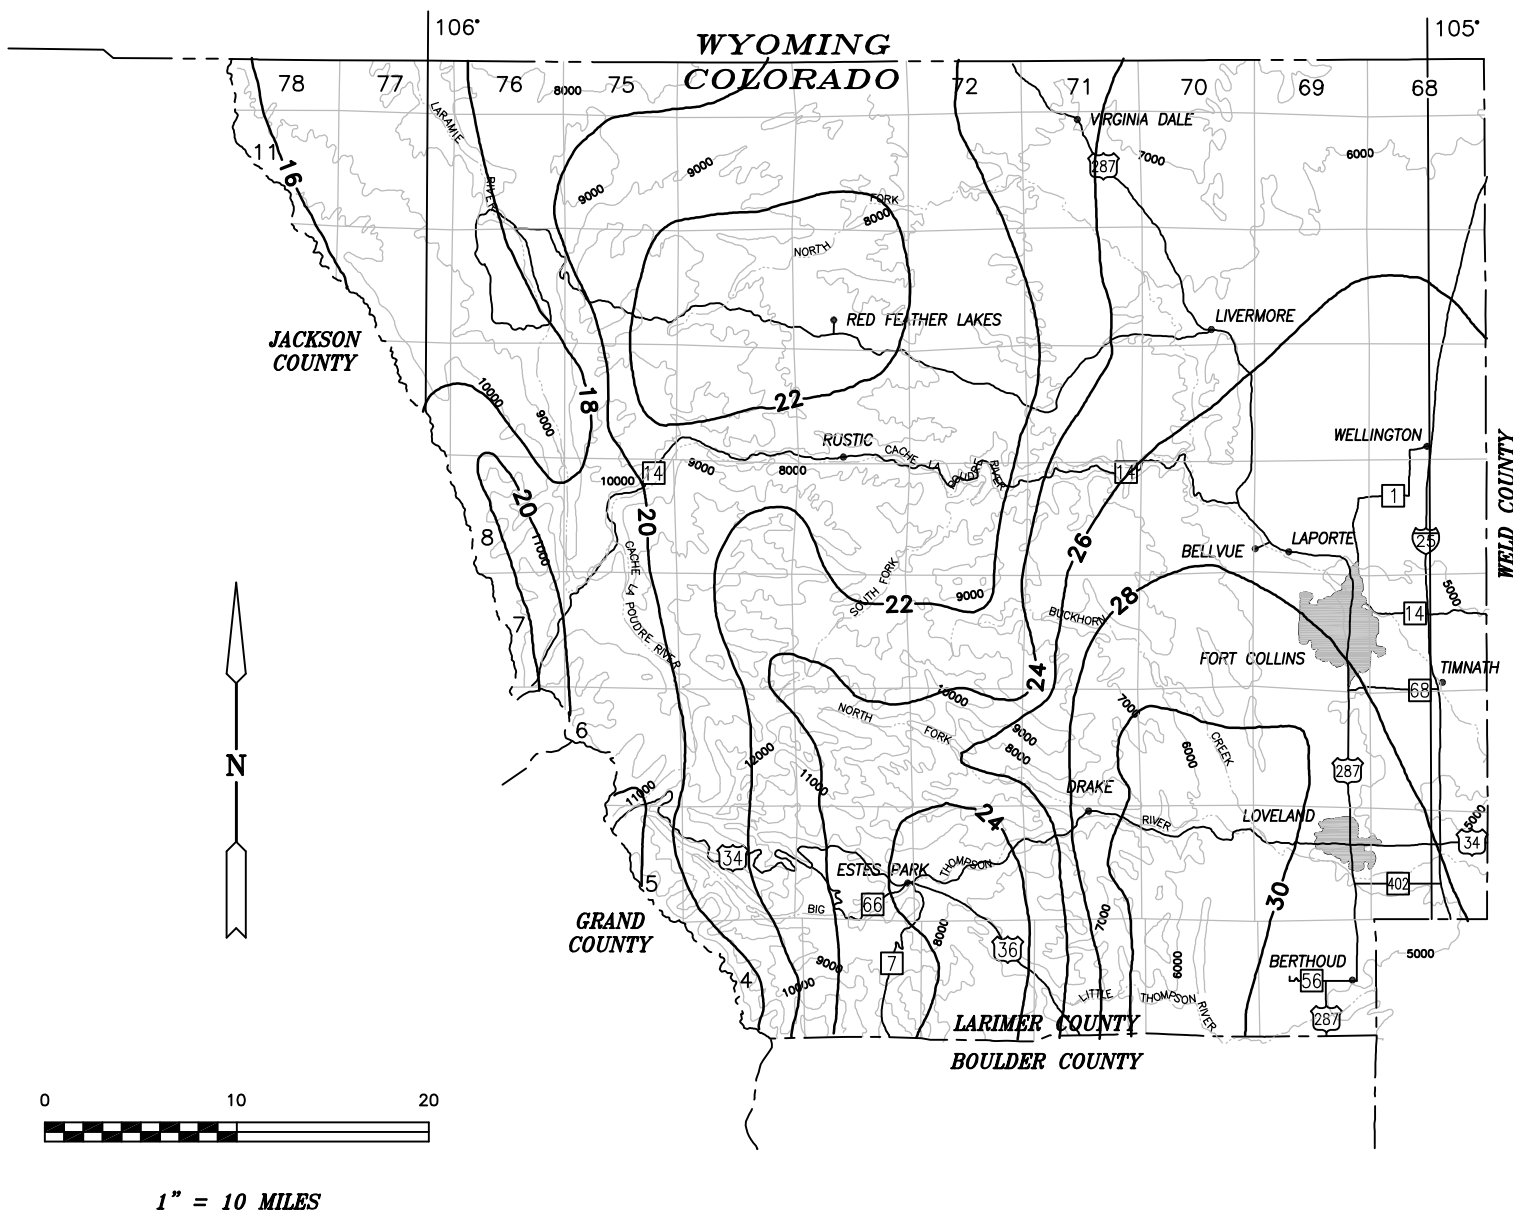 106°
105°
WYOMING
COLORADO
78
77
76
75
72
71
70
69
68
8000
LARAMIE
RIVER
VIRGINIA DALE
287
7000
6000
11
16
9000
9000
FORK
8000
NORTH
RED FEATHER LAKES
LIVERMORE
JACKSON
COUNTY
10000
9000
18
22
RUSTIC
CACHE LA
POUDRE
RIVER
WELLINGTON
WELD COUNTY
14
9000
8000
10000
14
1
20
20
8
11000
26
25
BELLVUE
LAPORTE
CACHE LA POUDRE RIVER
SOUTH FORK
22
9000
28
5000
BUCKHORN
14
7
FORT COLLINS
TIMNATH
24
10000
68
7000
NORTH
FORK
9000
8000
6000
CREEK
6
N
12000
11000
11000
DRAKE
287
24
RIVER
LOVELAND
5000
34
34
5
ESTES PARK
THOMPSON
402
30
66
BIG
GRAND
COUNTY
8000
7000
36
7
9000
6000
5000
BERTHOUD
56
4
10000
LITTLE
THOMPSON
RIVER
287
LARIMER COUNTY
BOULDER COUNTY
0
10
20
1" = 10 MILES